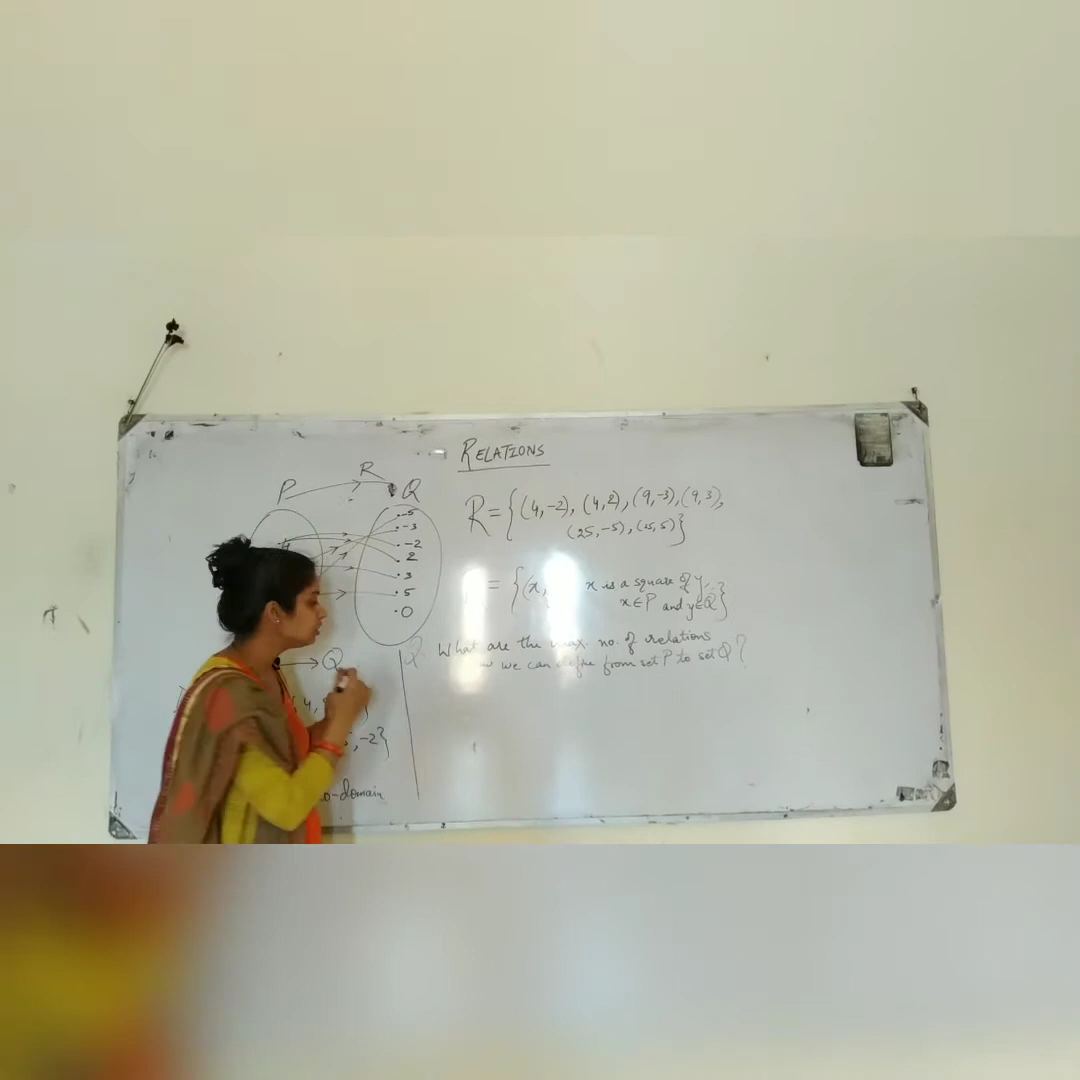 RELATIONS
R
P Q
R = {(4,-2), (4,2), (9,-3), (9,3),
(25,-5), (25,5)}
-5
-3
-2
2
3
5
0
= {(x, x is a square of y,
x∈P and y∈Q}
Q. What are the max. no. of relations
we can from set P to set Q?
→ Q
4,
, -2}
co-domain